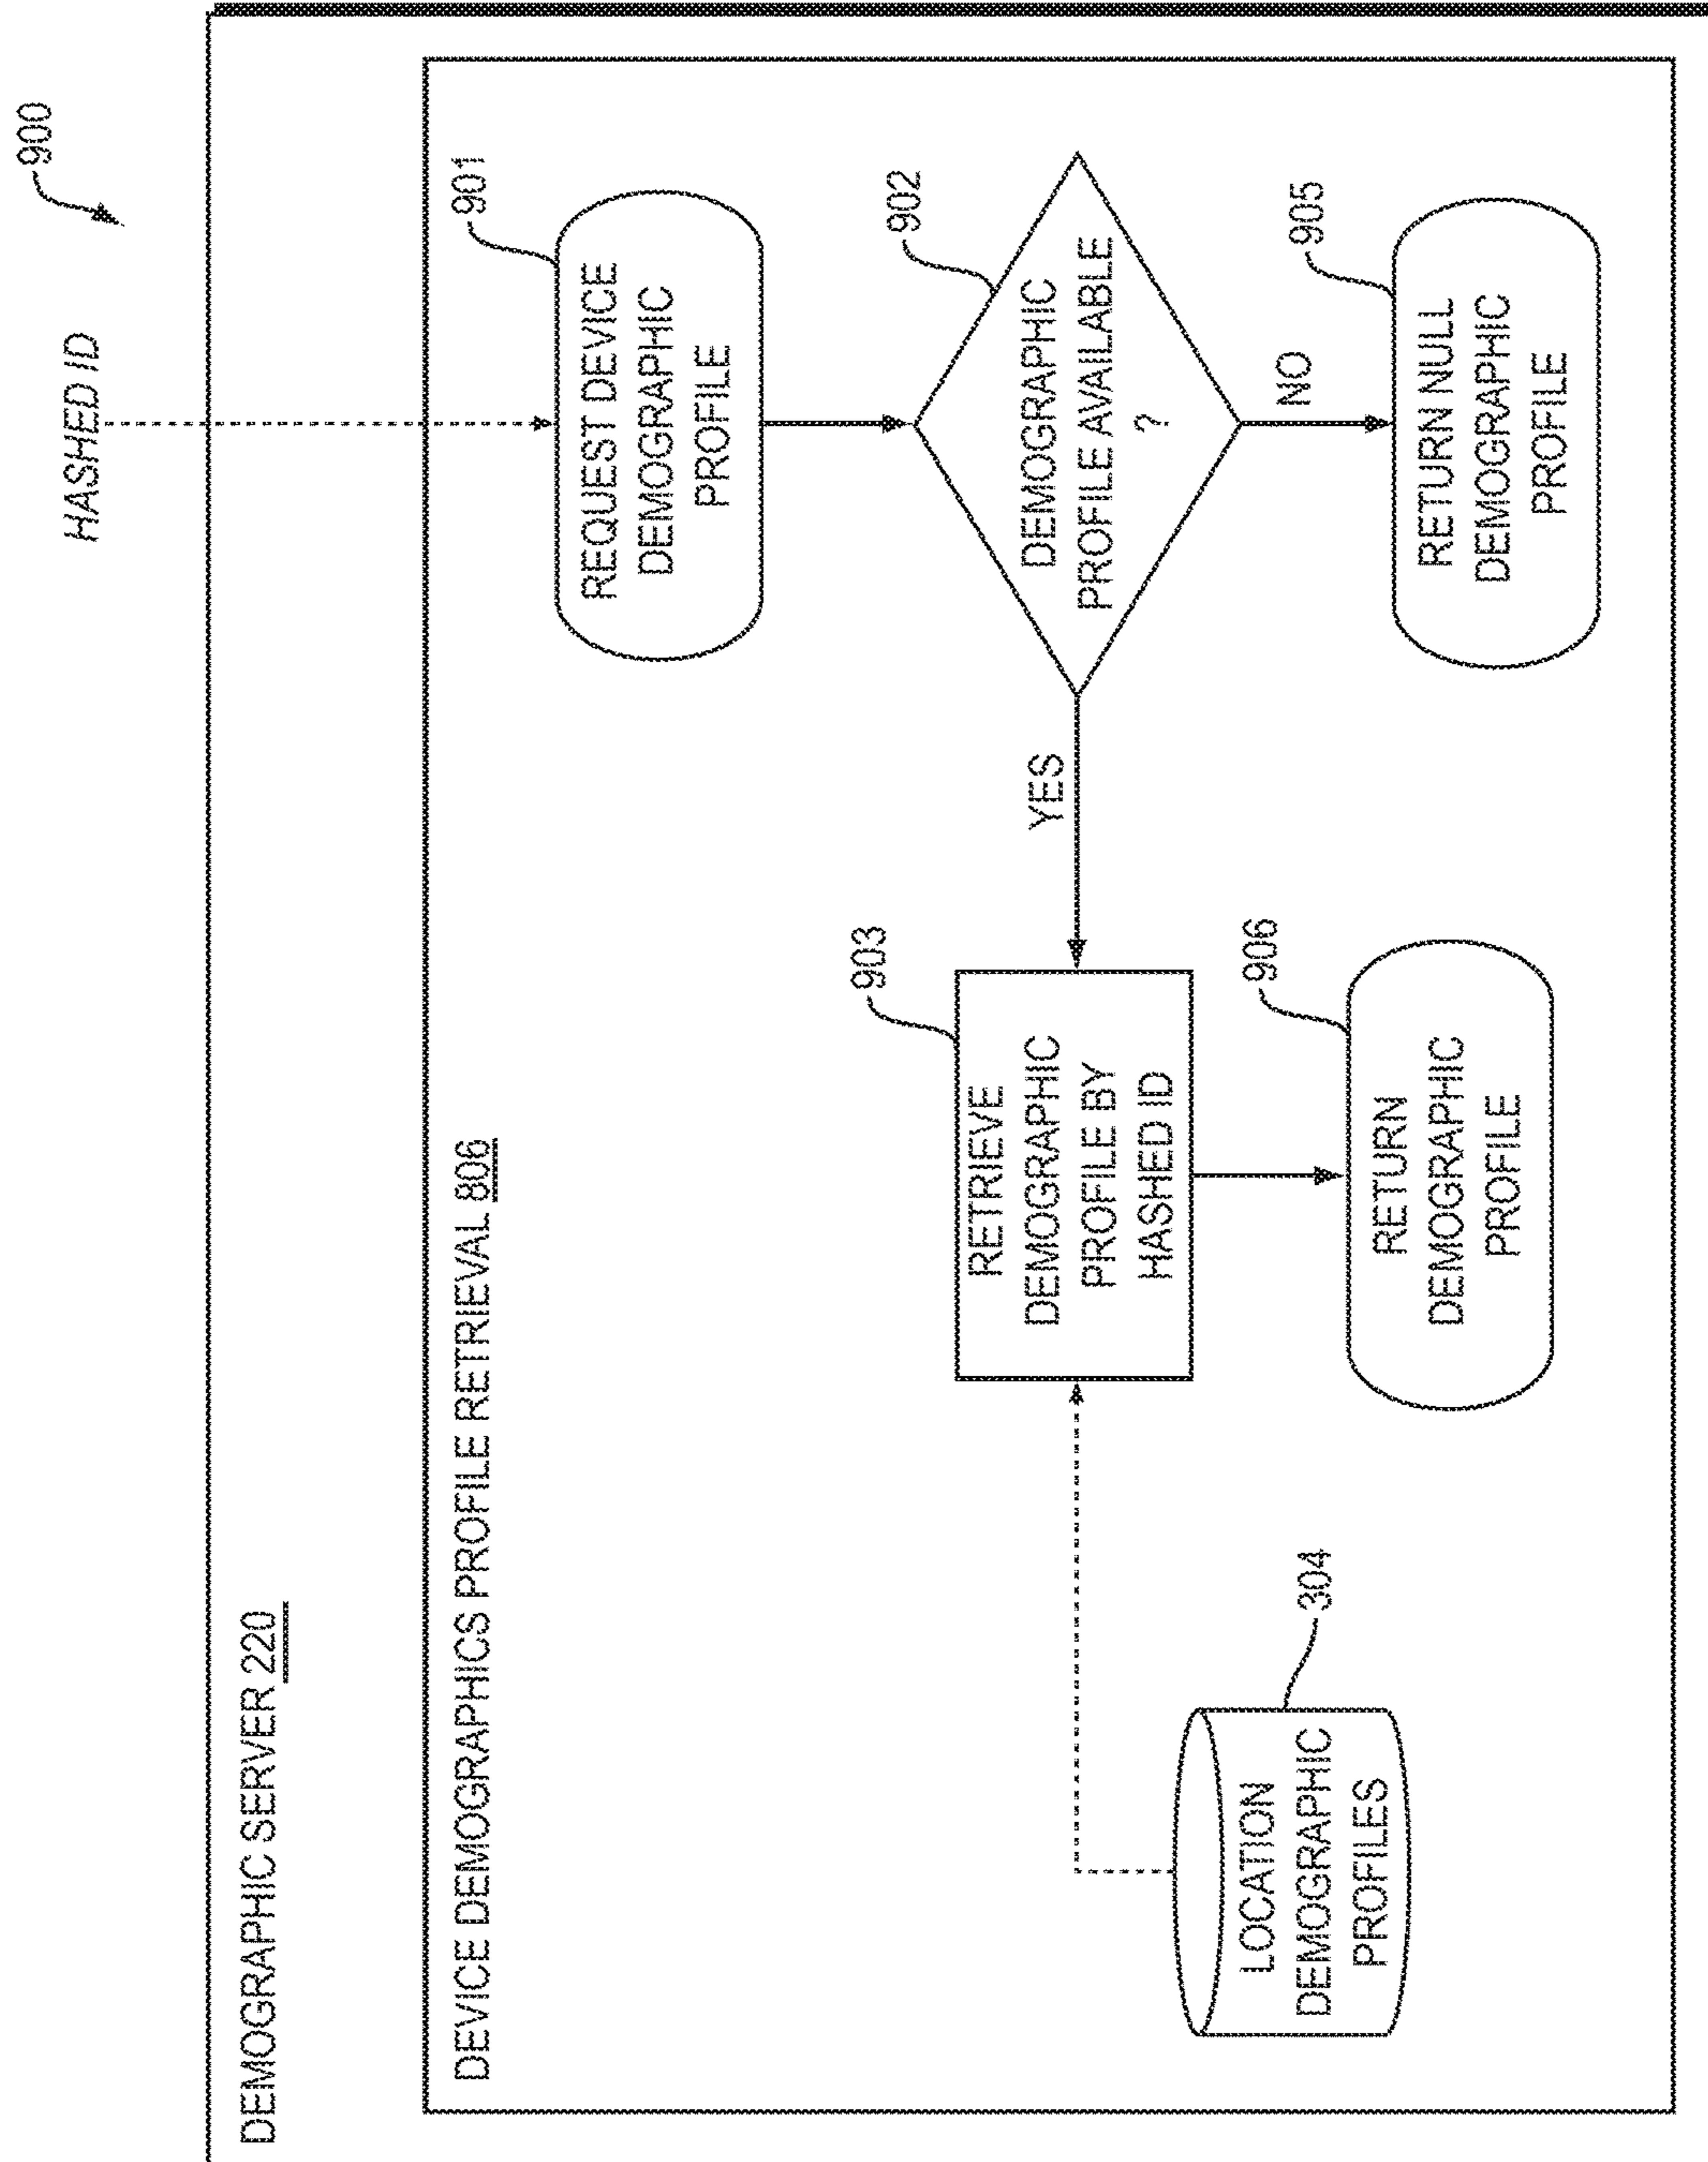 900
HASHED ID
DEMOGRAPHIC SERVER 220
DEVICE DEMOGRAPHICS PROFILE RETRIEVAL 806
901
REQUEST DEVICE
DEMOGRAPHIC
PROFILE
902
DEMOGRAPHIC
PROFILE AVAILABLE
?
YES
NO
903
RETRIEVE
DEMOGRAPHIC
PROFILE BY
HASHED ID
304
LOCATION
DEMOGRAPHIC
PROFILES
906
RETURN
DEMOGRAPHIC
PROFILE
905
RETURN NULL
DEMOGRAPHIC
PROFILE